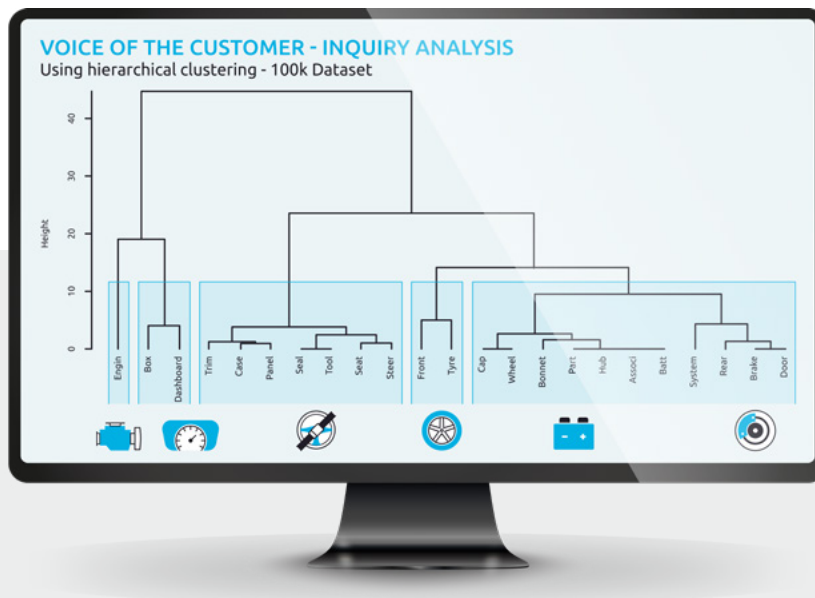 VOICE OF THE CUSTOMER - INQUIRY ANALYSIS
Using hierarchical clustering - 100k Dataset
Height
40
30
20
10
0
Engin
Box
Dashboard
Trim
Case
Panel
Seal
Tool
Seat
Steer
Front
Tyre
Cap
Wheel
Bonnet
Part
Hub
Associ
Batt
System
Rear
Brake
Door